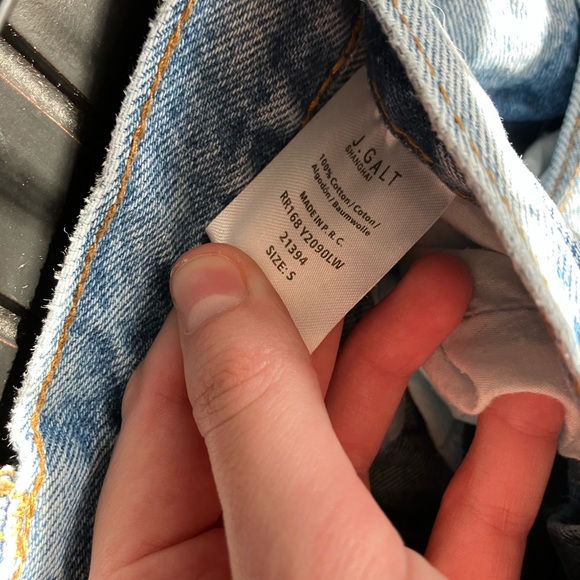 J.GALT
SHANGHAI
100% Cotton/Coton/
Algodón/Baumwolle
MADE IN P. R. C.
RR168Y2090LW
21394
SIZE: S